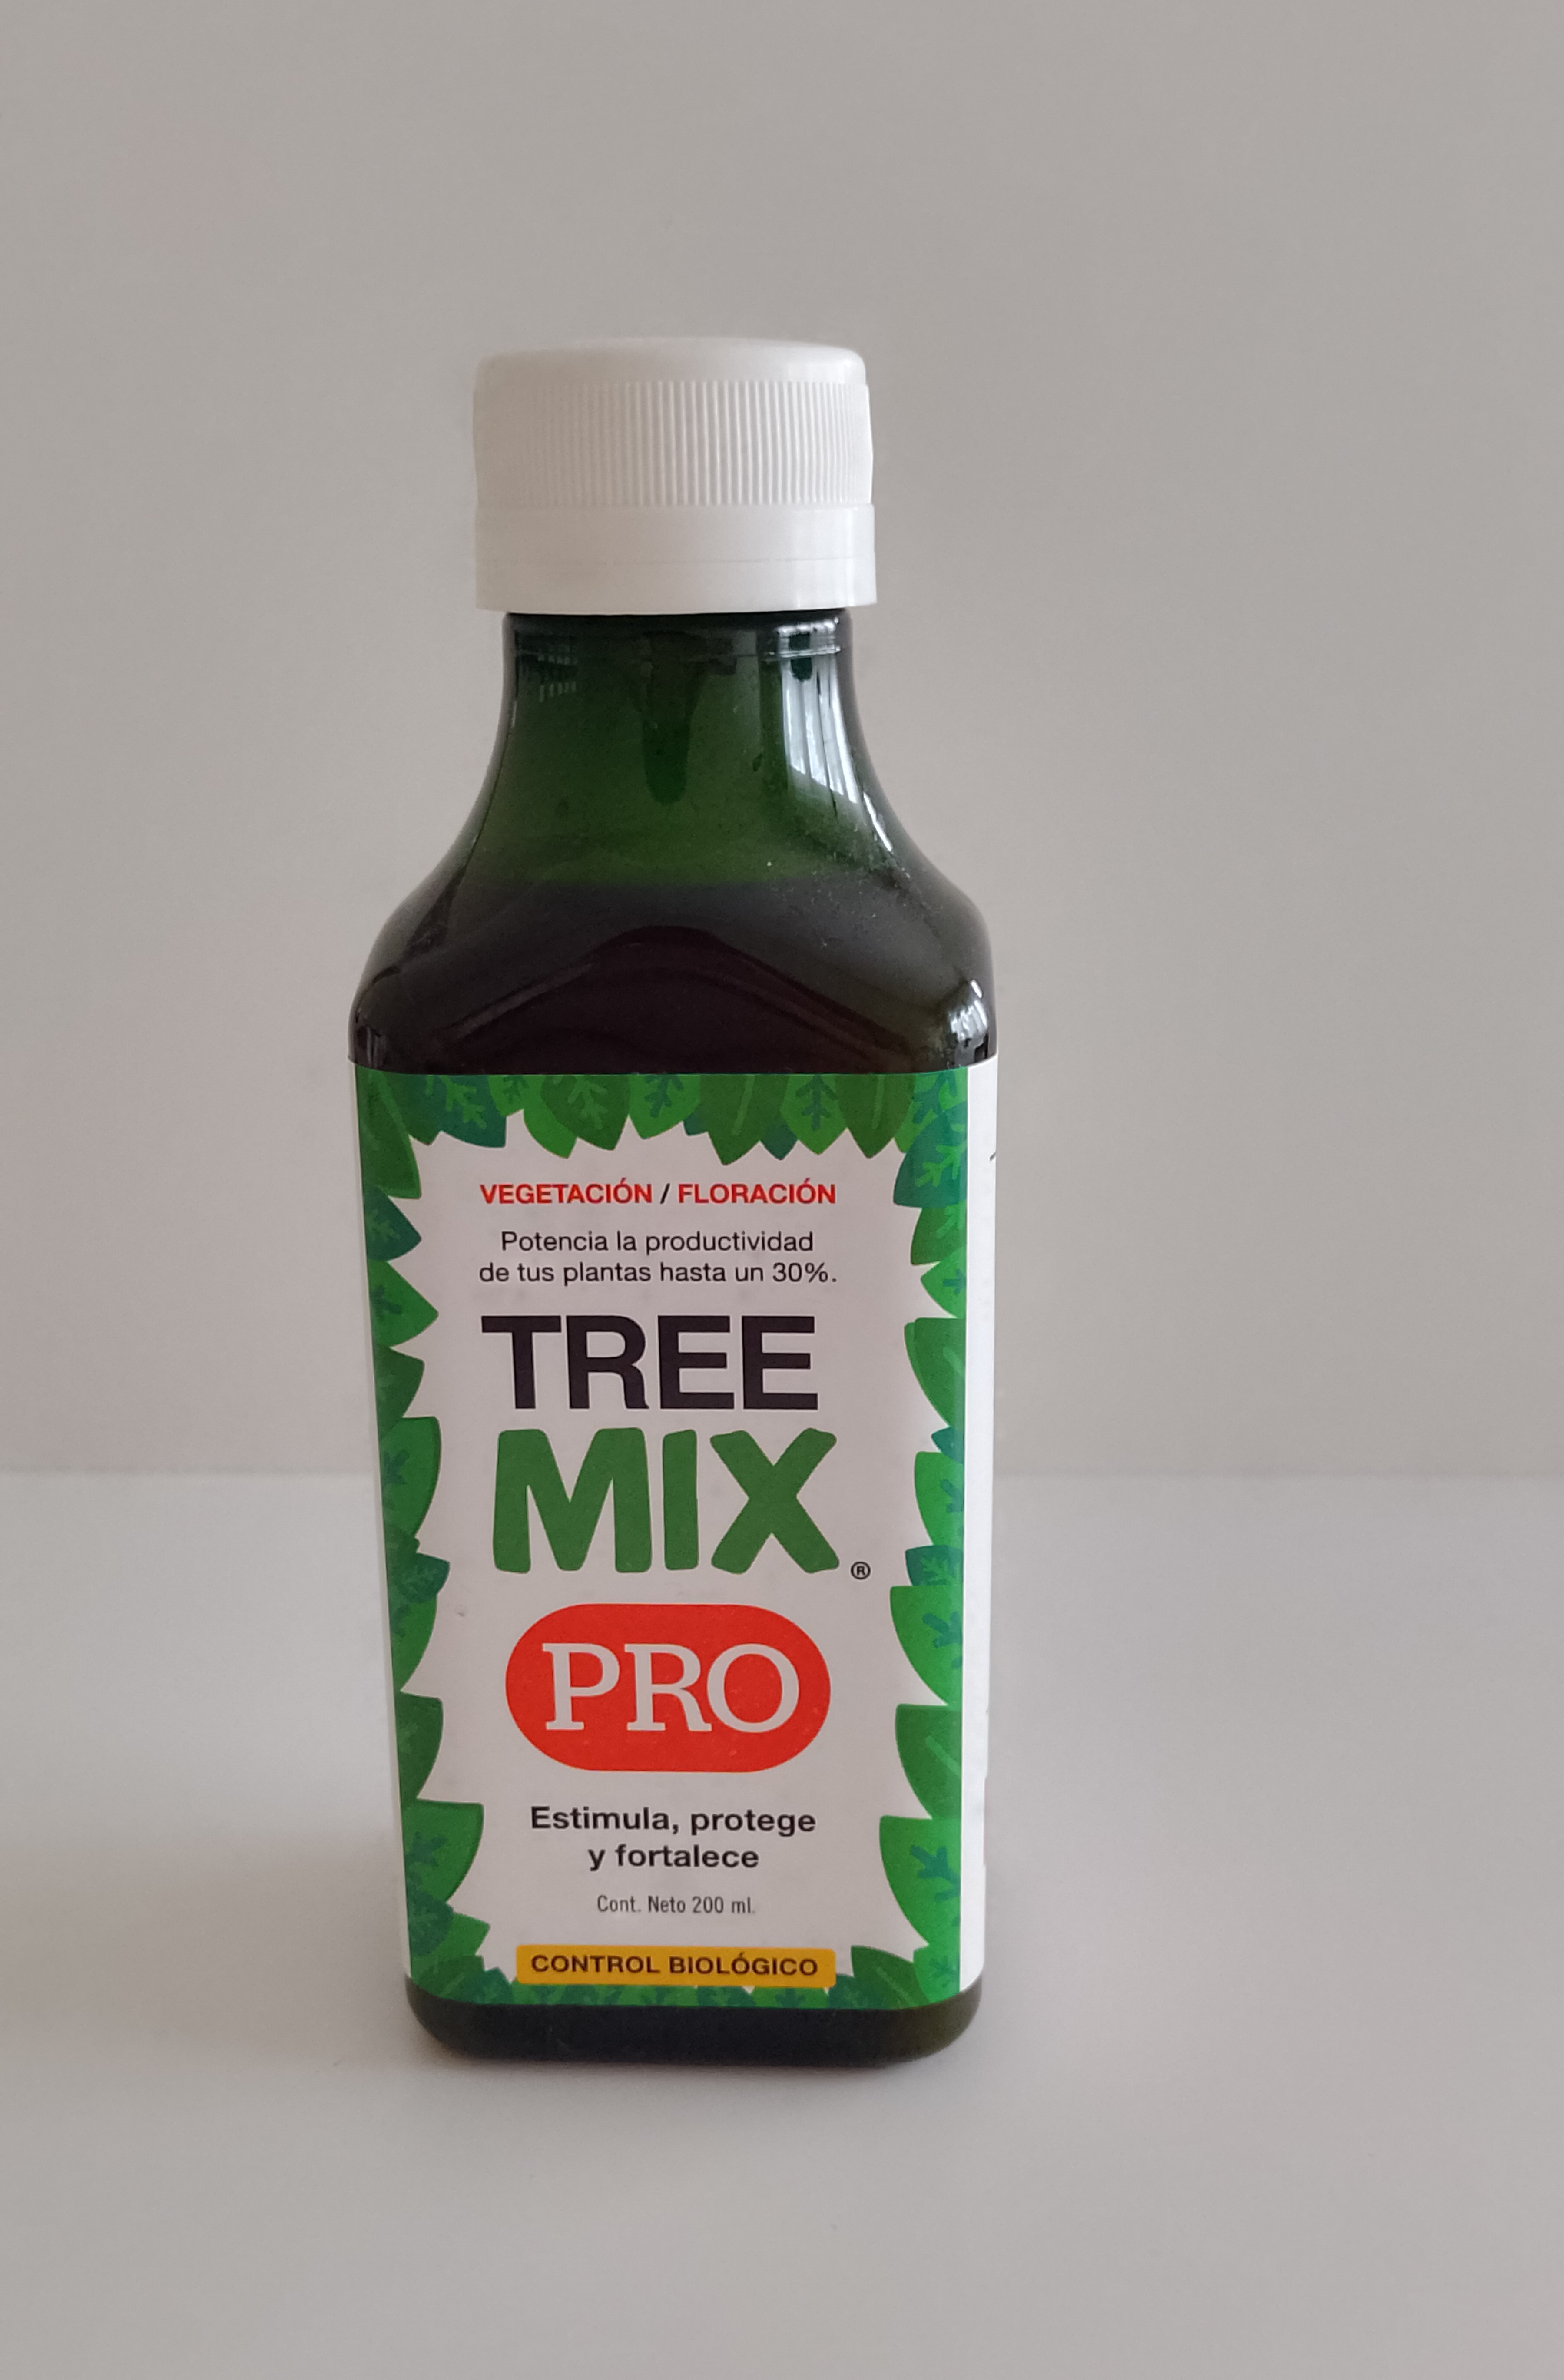 VEGETACIÓN / FLORACIÓN
Potencia la productividad
de tus plantas hasta un 30%.
TREE
MIX®
PRO
Estimula, protege
y fortalece
Cont. Neto 200 ml.
CONTROL BIOLÓGICO